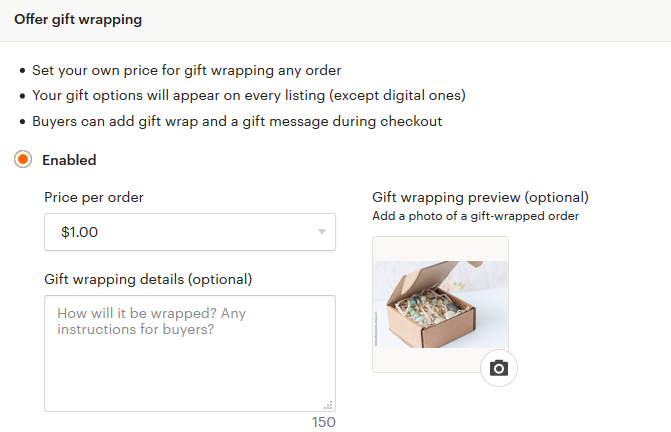 Offer gift wrapping
• Set your own price for gift wrapping any order
• Your gift options will appear on every listing (except digital ones)
• Buyers can add gift wrap and a gift message during checkout
Enabled
Price per order
$1.00
Gift wrapping details (optional)
How will it be wrapped? Any
instructions for buyers?
150
Gift wrapping preview (optional)
Add a photo of a gift-wrapped order